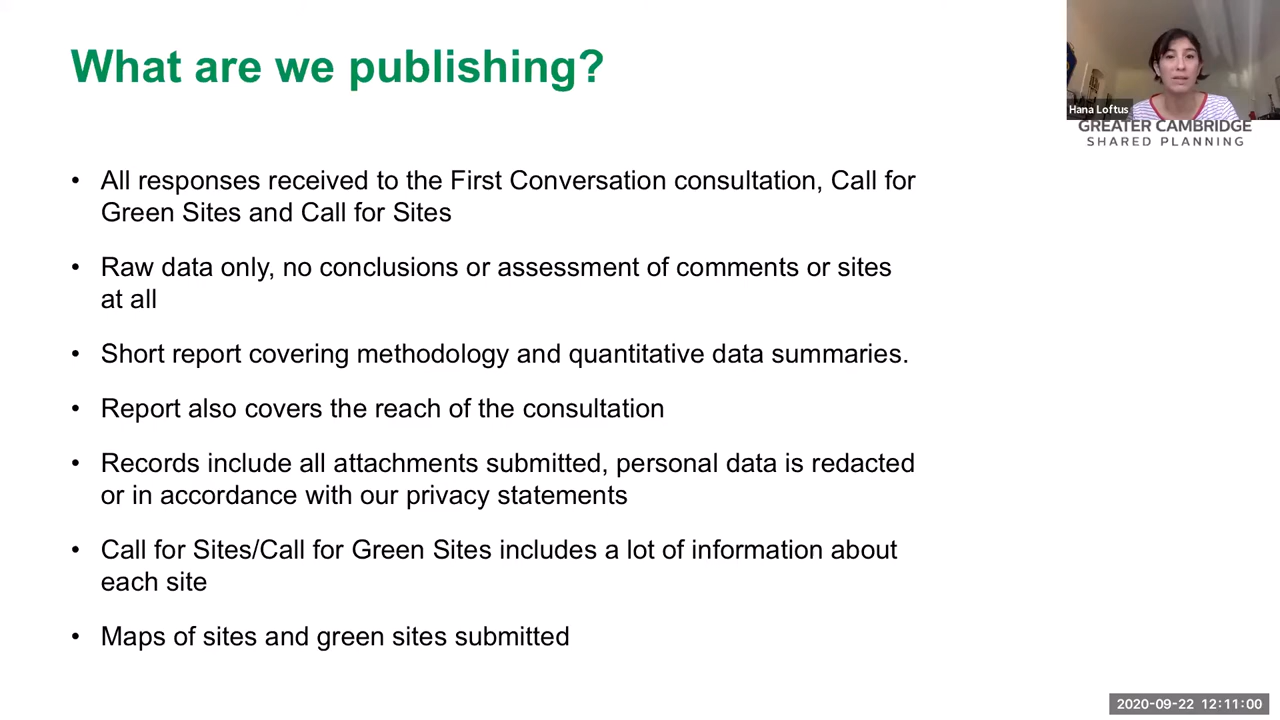 What are we publishing?
Hana Loftus
GREATER CAMBRIDGE
SHARED PLANNING
• All responses received to the First Conversation consultation, Call for
Green Sites and Call for Sites
• Raw data only, no conclusions or assessment of comments or sites
at all
• Short report covering methodology and quantitative data summaries.
• Report also covers the reach of the consultation
• Records include all attachments submitted, personal data is redacted
or in accordance with our privacy statements
• Call for Sites/Call for Green Sites includes a lot of information about
each site
• Maps of sites and green sites submitted
2020-09-22 12:11:00